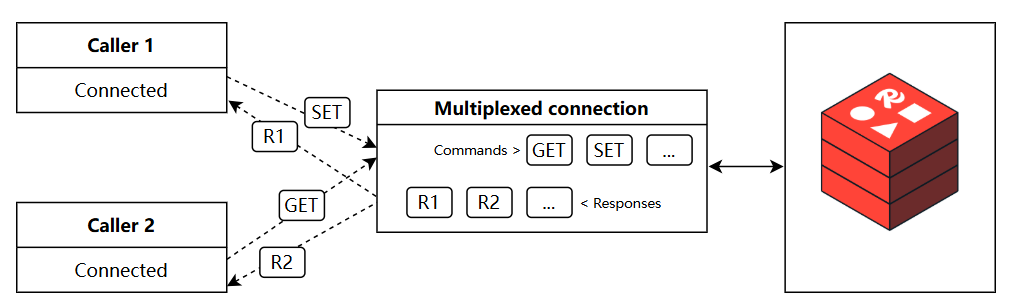 Caller 1
Connected
SET
R1
Multiplexed connection
Commands > GET SET ...
R1 R2 ... < Responses
GET
Caller 2
Connected
R2